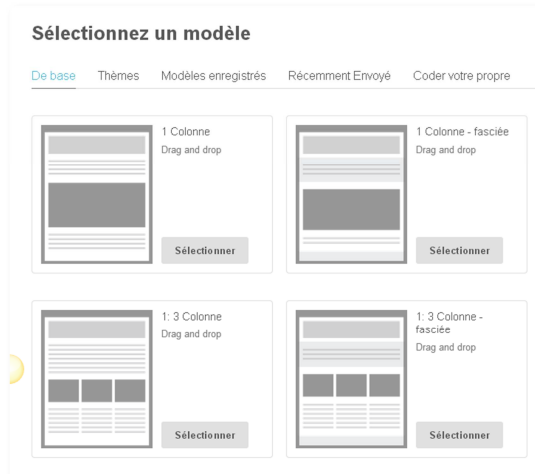 Sélectionnez un modèle
De base Thèmes Modèles enregistrés Récemment Envoyé Coder votre propre
1 Colonne
Drag and drop
Sélectionner
1 Colonne - fasciée
Drag and drop
Sélectionner
1: 3 Colonne
Drag and drop
Sélectionner
1: 3 Colonne -
fasciée
Drag and drop
Sélectionner